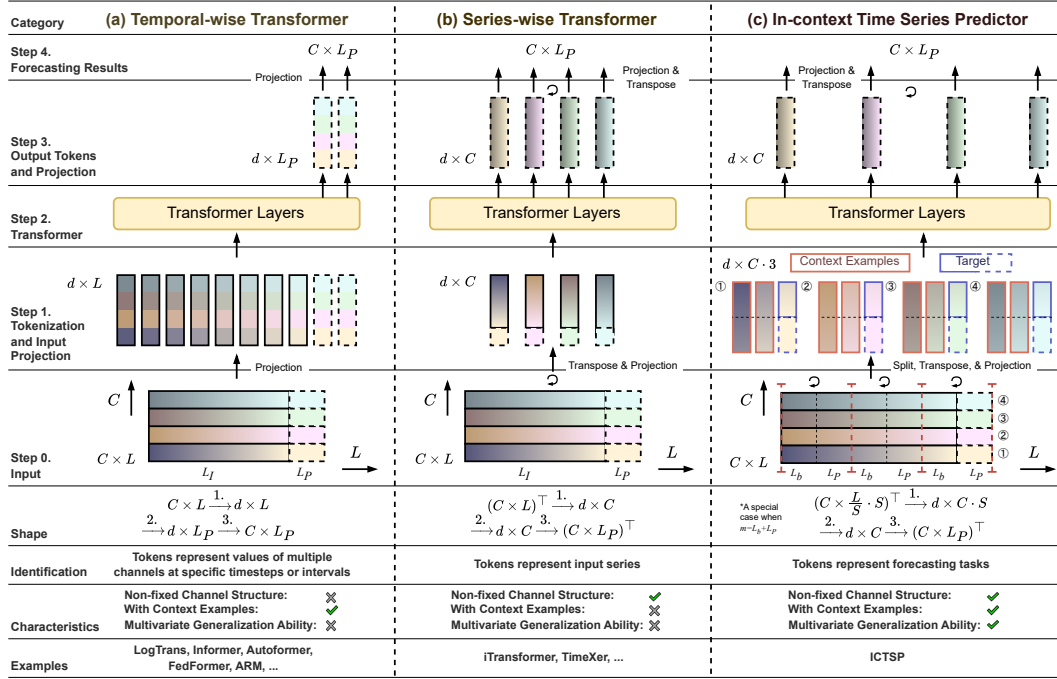 Category
(a) Temporal-wise Transformer
(b) Series-wise Transformer
(c) In-context Time Series Predictor
Step 4.
Forecasting Results
C × L_P
Projection
C × L_P
Projection &
Transpose
C × L_P
Projection &
Transpose
Step 3.
Output Tokens
and Projection
d × L_P
d × C
d × C
Step 2.
Transformer
Transformer Layers
Transformer Layers
Transformer Layers
Step 1.
Tokenization
and Input
Projection
d × L
Projection
d × C
Transpose & Projection
d × C · 3
Context Examples
Target
① ② ③ ④
Split, Transpose, & Projection
Step 0.
Input
C
C × L
L_I
L_P
L
C
C × L
L_I
L_P
L
C
C × L
④
③
②
①
L_b L_P L_b L_P L_b L_P
L
Shape
C × L →1. d × L
→2. d × L_P →3. C × L_P
(C × L)⊤ →1. d × C
→2. d × C →3. (C × L_P)⊤
*A special
case when
m=L_b+L_P
(C × L/S · S)⊤ →1. d × C · S
→2. d × C →3. (C × L_P)⊤
Identification
Tokens represent values of multiple
channels at specific timesteps or intervals
Tokens represent input series
Tokens represent forecasting tasks
Characteristics
Non-fixed Channel Structure: ✗
With Context Examples: ✓
Multivariate Generalization Ability: ✗
Non-fixed Channel Structure: ✓
With Context Examples: ✗
Multivariate Generalization Ability: ✗
Non-fixed Channel Structure: ✓
With Context Examples: ✓
Multivariate Generalization Ability: ✓
Examples
LogTrans, Informer, Autoformer,
FedFormer, ARM, ...
iTransformer, TimeXer, ...
ICTSP